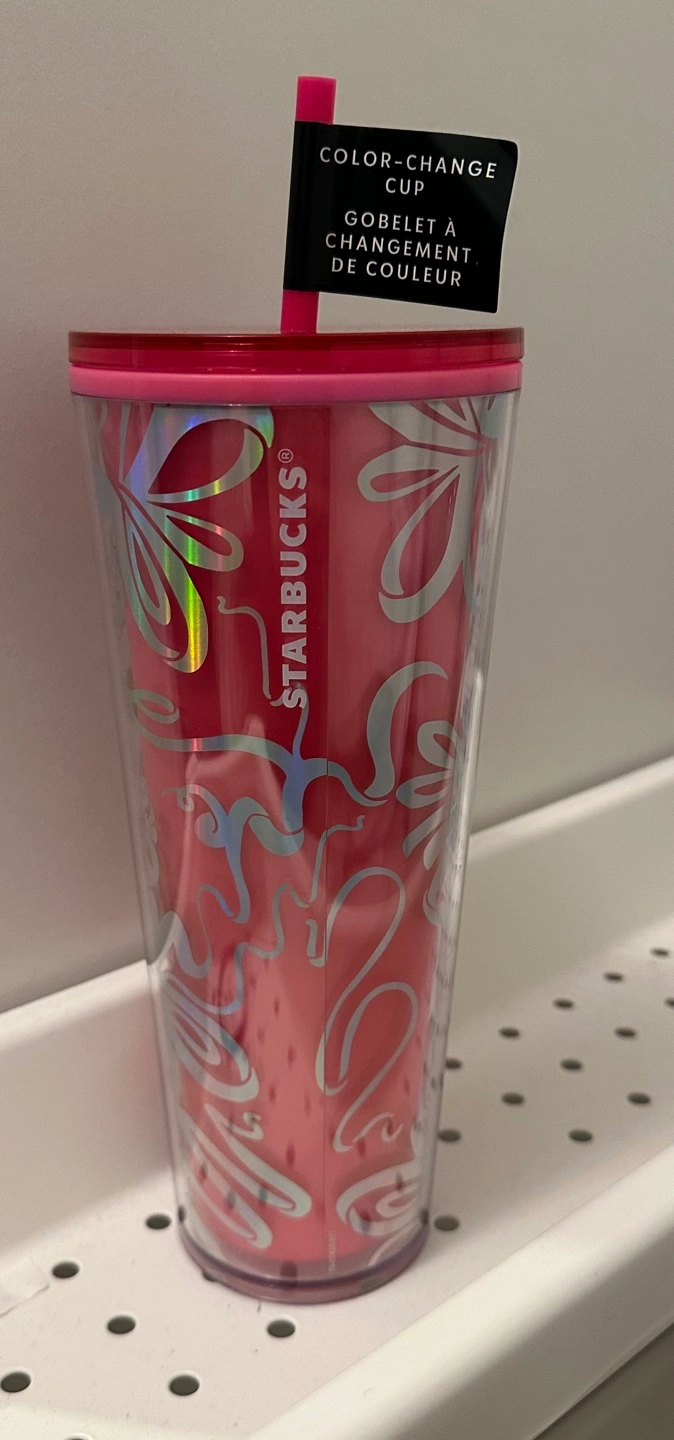 COLOR-CHANGE
CUP
GOBELET À
CHANGEMENT
DE COULEUR
STARBUCKS®